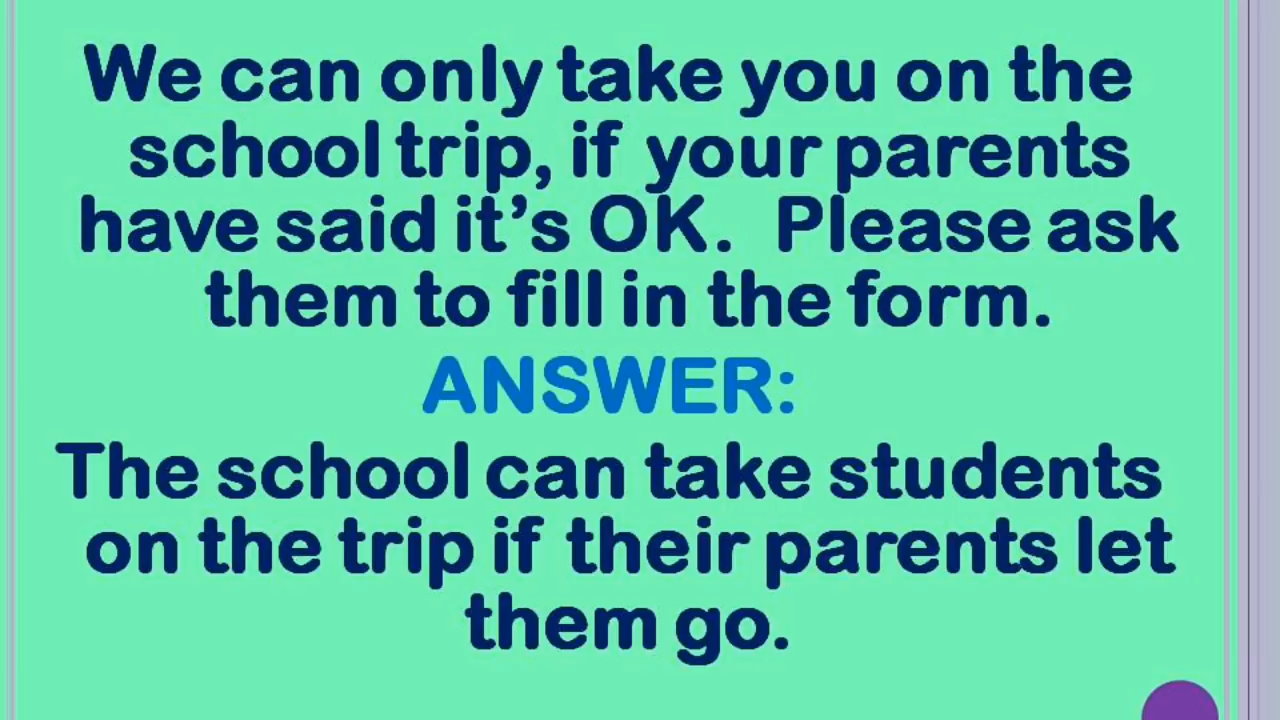 We can only take you on the
school trip, if your parents
have said it’s OK. Please ask
them to fill in the form.
ANSWER:
The school can take students
on the trip if their parents let
them go.